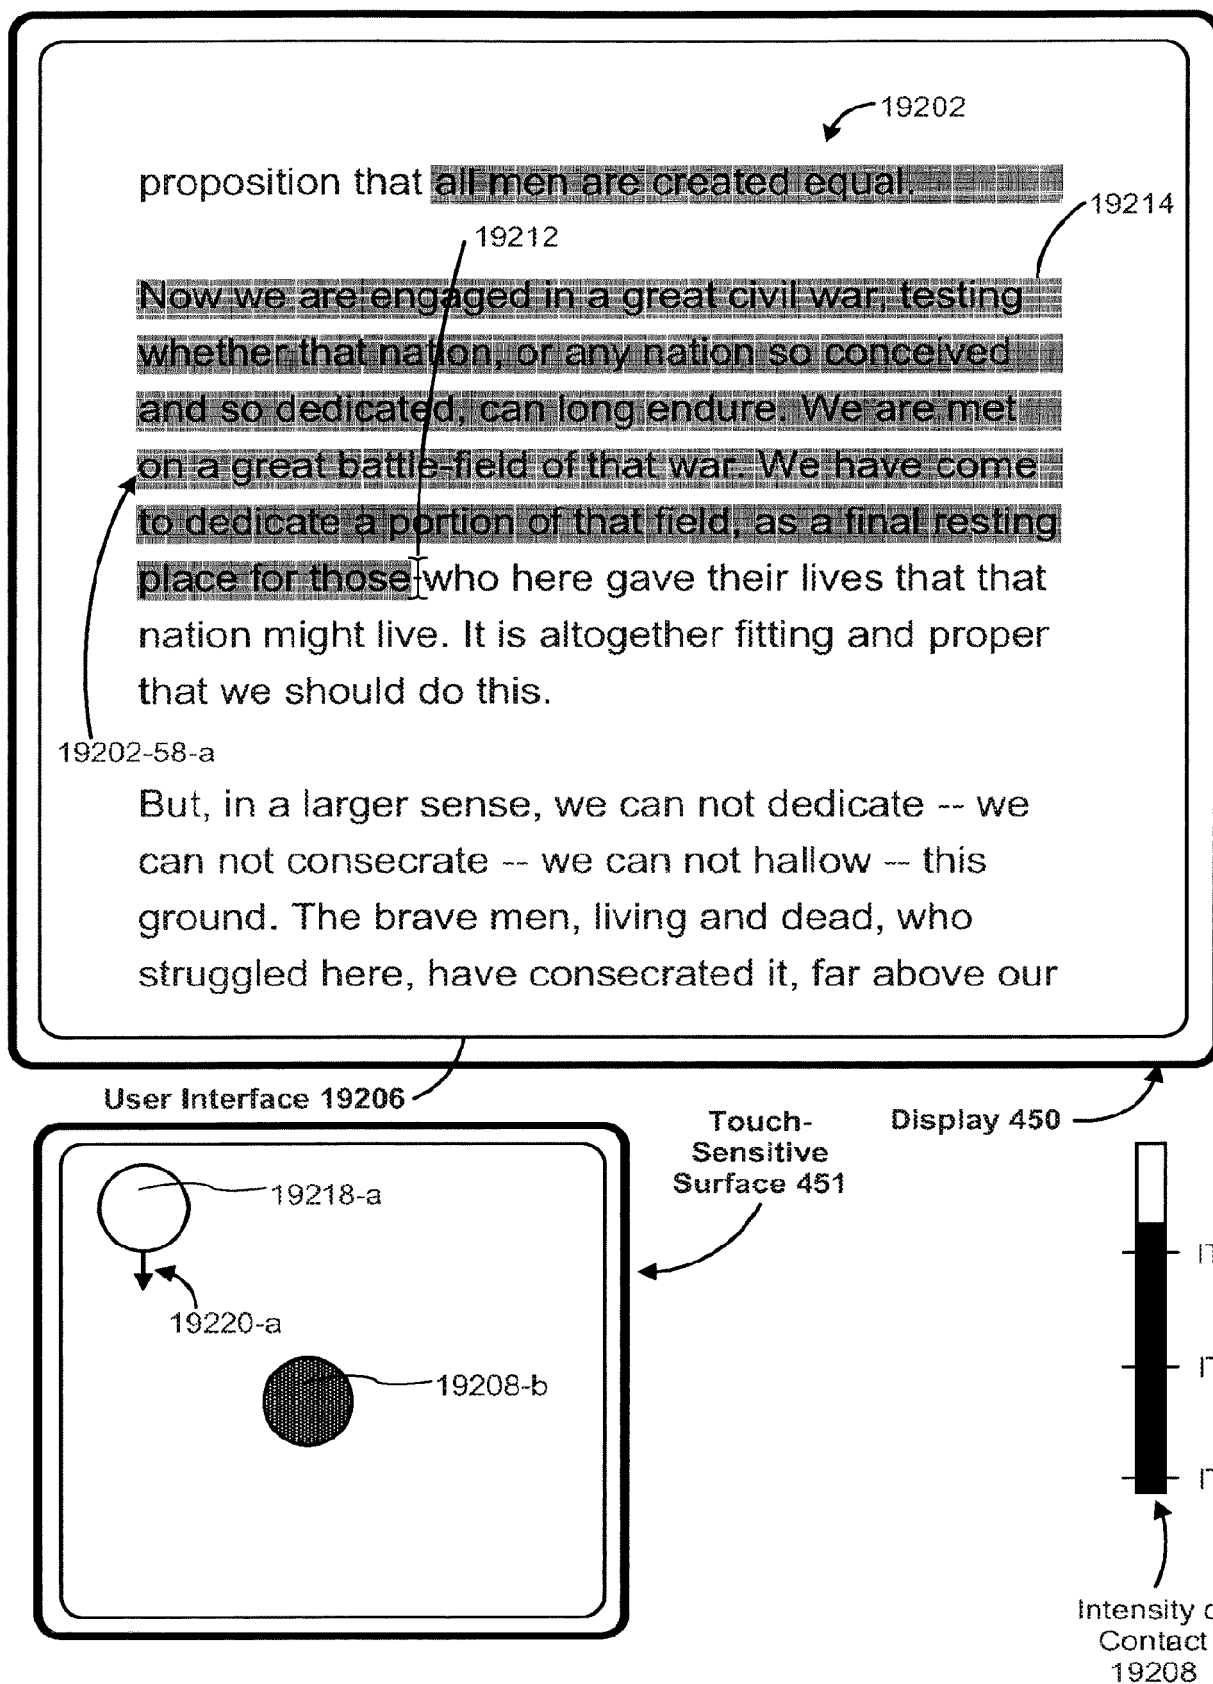 19202
proposition that all men are created equal.
19214
19212
Now we are engaged in a great civil war, testing
whether that nation, or any nation so conceived
and so dedicated, can long endure. We are met
on a great battle-field of that war. We have come
to dedicate a portion of that field, as a final resting
place for those who here gave their lives that that
nation might live. It is altogether fitting and proper
that we should do this.
19202-58-a
But, in a larger sense, we can not dedicate -- we
can not consecrate -- we can not hallow -- this
ground. The brave men, living and dead, who
struggled here, have consecrated it, far above our
User Interface 19206
Touch-
Sensitive
Surface 451
Display 450
19218-a
19220-a
19208-b
Intensity
Contact
19208